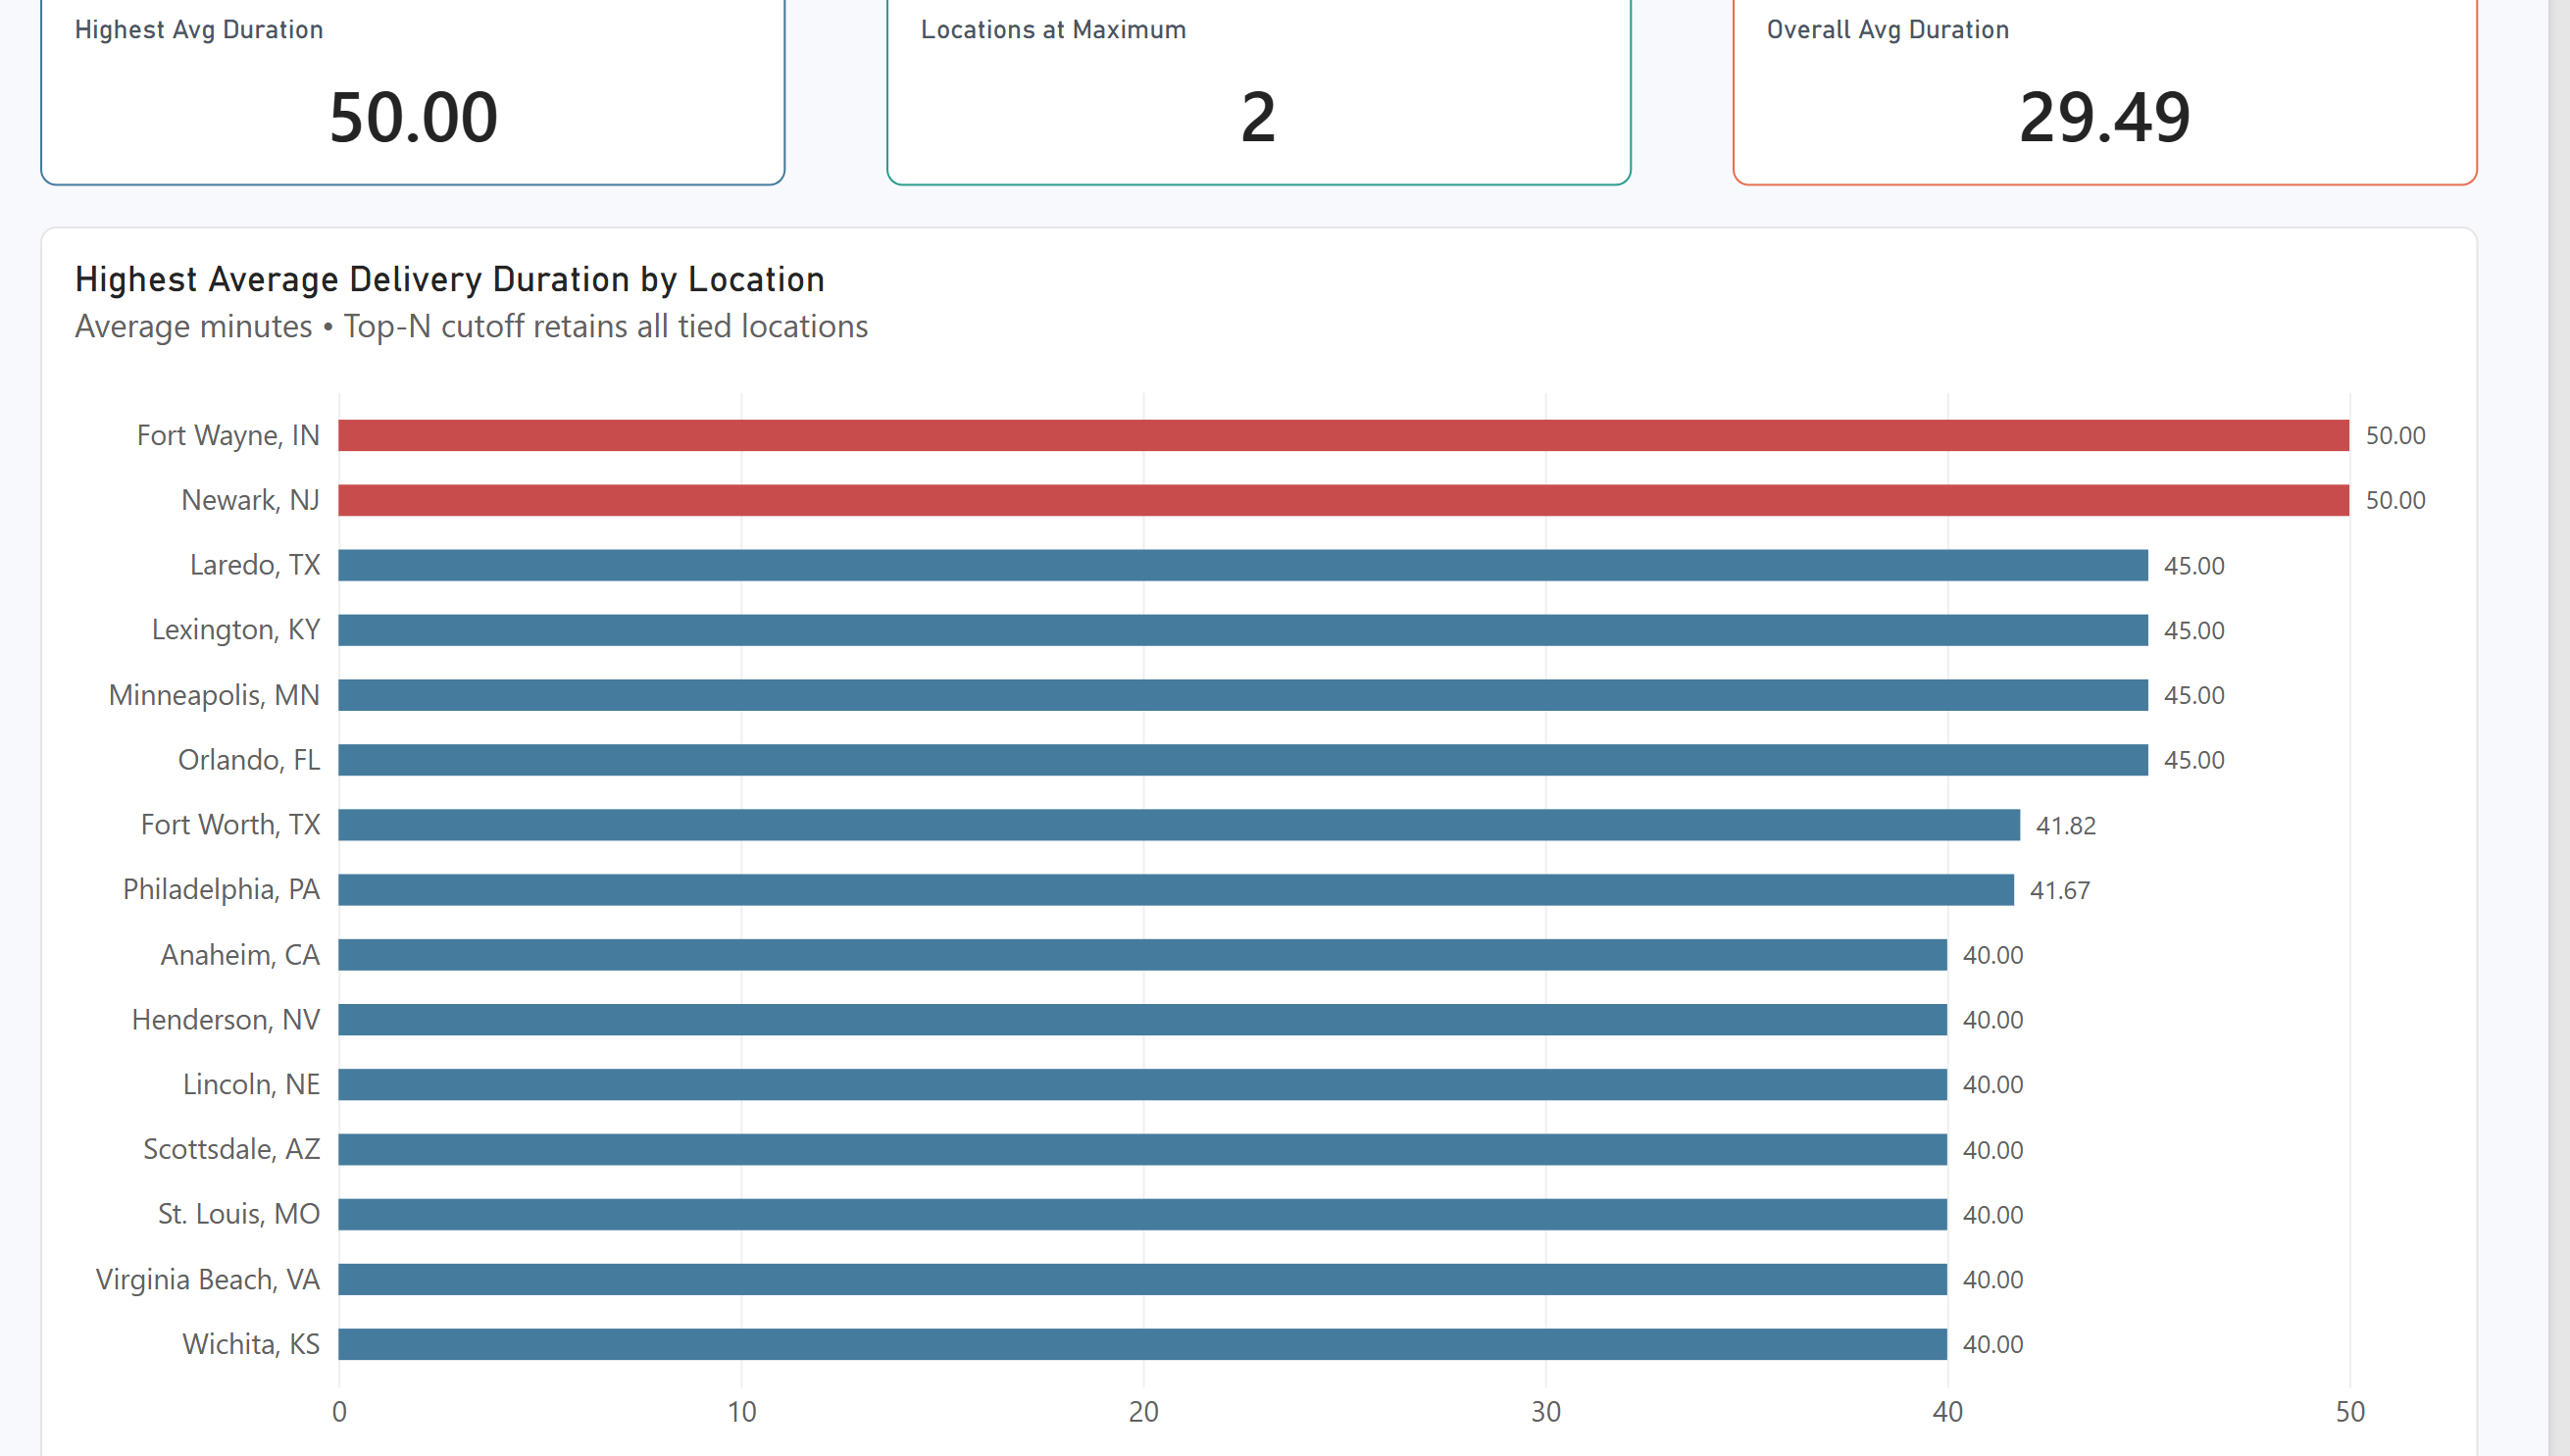 Highest Avg Duration
50.00
Locations at Maximum
2
Overall Avg Duration
29.49
Highest Average Delivery Duration by Location
Average minutes • Top-N cutoff retains all tied locations
Fort Wayne, IN 50.00
Newark, NJ 50.00
Laredo, TX 45.00
Lexington, KY 45.00
Minneapolis, MN 45.00
Orlando, FL 45.00
Fort Worth, TX 41.82
Philadelphia, PA 41.67
Anaheim, CA 40.00
Henderson, NV 40.00
Lincoln, NE 40.00
Scottsdale, AZ 40.00
St. Louis, MO 40.00
Virginia Beach, VA 40.00
Wichita, KS 40.00
0 10 20 30 40 50